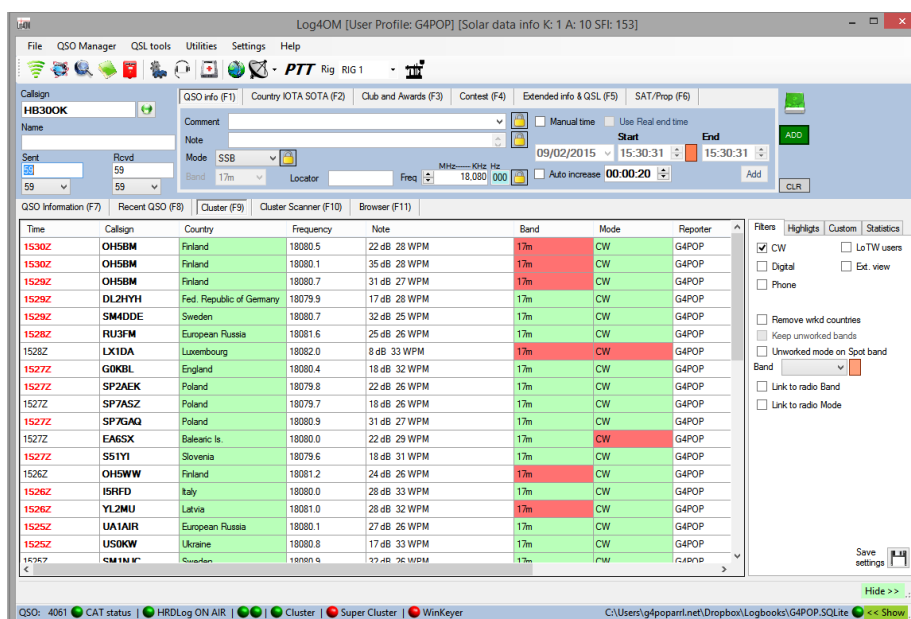 Log4OM [User Profile: G4POP] [Solar data info K: 1 A: 10 SFI: 153]
File QSO Manager QSL tools Utilities Settings Help
PTT Rig RIG 1
Callsign
HB30OK
Name
Sent Rcvd
59 59
59 59
QSO info (F1) Country IOTA SOTA (F2) Club and Awards (F3) Contest (F4) Extended info & QSL (F5) SAT/Prop (F6)
Comment
Note
Mode SSB
Band 17m Locator Freq MHz KHz Hz 18,080 000
Manual time Use Real end time
Start End
09/02/2015 15:30:31 15:30:31
Auto increase 00:00:20 Add
ADD
CLR
QSO Information (F7) Recent QSO (F8) Cluster (F9) Cluster Scanner (F10) Browser (F11)
Time Callsign Country Frequency Note Band Mode Reporter
1530Z OH5BM Finland 18080.5 22 dB 28 WPM 17m CW G4POP
1530Z OH5BM Finland 18080.1 35 dB 28 WPM 17m CW G4POP
1529Z OH5BM Finland 18080.7 31 dB 27 WPM 17m CW G4POP
1529Z DL2HYH Fed. Republic of Germany 18079.9 17 dB 28 WPM 17m CW G4POP
1529Z SM4DDE Sweden 18080.7 32 dB 25 WPM 17m CW G4POP
1528Z RU3FM European Russia 18081.6 25 dB 26 WPM 17m CW G4POP
1528Z LX1DA Luxembourg 18082.0 8 dB 33 WPM 17m CW G4POP
1527Z G0KBL England 18080.4 18 dB 32 WPM 17m CW G4POP
1527Z SP2AEK Poland 18079.8 22 dB 26 WPM 17m CW G4POP
1527Z SP7ASZ Poland 18079.7 18 dB 26 WPM 17m CW G4POP
1527Z SP7GAQ Poland 18080.9 31 dB 27 WPM 17m CW G4POP
1527Z EA6SX Balearic Is. 18080.0 22 dB 29 WPM 17m CW G4POP
1527Z S51YI Slovenia 18079.6 18 dB 31 WPM 17m CW G4POP
1526Z OH5WW Finland 18081.2 24 dB 26 WPM 17m CW G4POP
1526Z I5RFD Italy 18080.0 28 dB 33 WPM 17m CW G4POP
1526Z YL2MU Latvia 18081.0 28 dB 32 WPM 17m CW G4POP
1525Z UA1AIR European Russia 18080.1 27 dB 26 WPM 17m CW G4POP
1525Z US0KW Ukraine 18080.8 17 dB 33 WPM 17m CW G4POP
1525Z SM1NJC Sweden 18080.9 32 dB 26 WPM 17m CW G4POP
Filters Highligts Custom Statistics
CW LoTW users
Digital Ext. view
Phone
Remove wrkd countries
Keep unworked bands
Unworked mode on Spot band
Band
Link to radio Band
Link to radio Mode
Save settings
Hide >>
QSO: 4061 CAT status | HRDLog ON AIR | | Cluster | Super Cluster | WinKeyer C:\Users\g4poparrl.net\Dropbox\Logbooks\G4POP.SQLite << Show